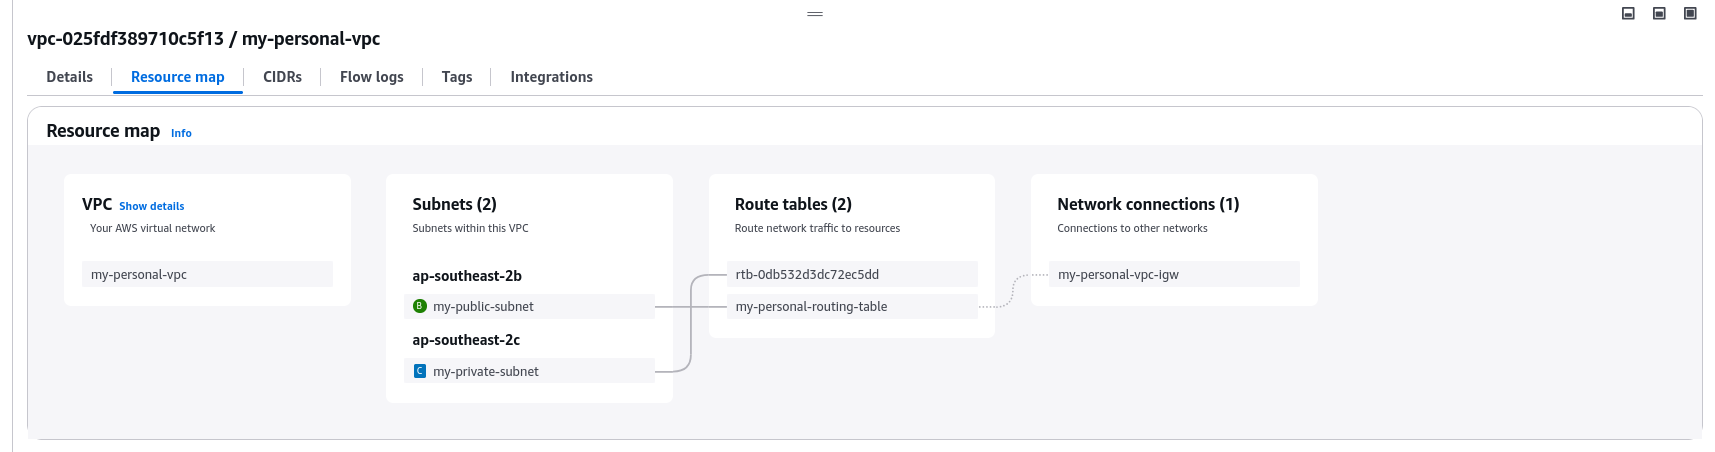 vpc-025fdf389710c5f13 / my-personal-vpc
Details
Resource map
CIDRs
Flow logs
Tags
Integrations
Resource map Info
VPC Show details
Your AWS virtual network
my-personal-vpc
Subnets (2)
Subnets within this VPC
ap-southeast-2b
B my-public-subnet
ap-southeast-2c
C my-private-subnet
Route tables (2)
Route network traffic to resources
rtb-0db532d3dc72ec5dd
my-personal-routing-table
Network connections (1)
Connections to other networks
my-personal-vpc-igw